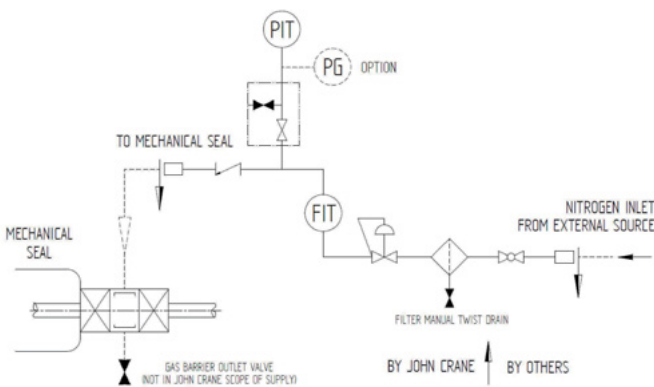 PIT
PG
OPTION
TO MECHANICAL SEAL
FIT
NITROGEN INLET
FROM EXTERNAL SOURCE
MECHANICAL
SEAL
FILTER MANUAL TWIST DRAIN
GAS BARRIER OUTLET VALVE
(NOT IN JOHN CRANE SCOPE OF SUPPLY)
BY JOHN CRANE
BY OTHERS